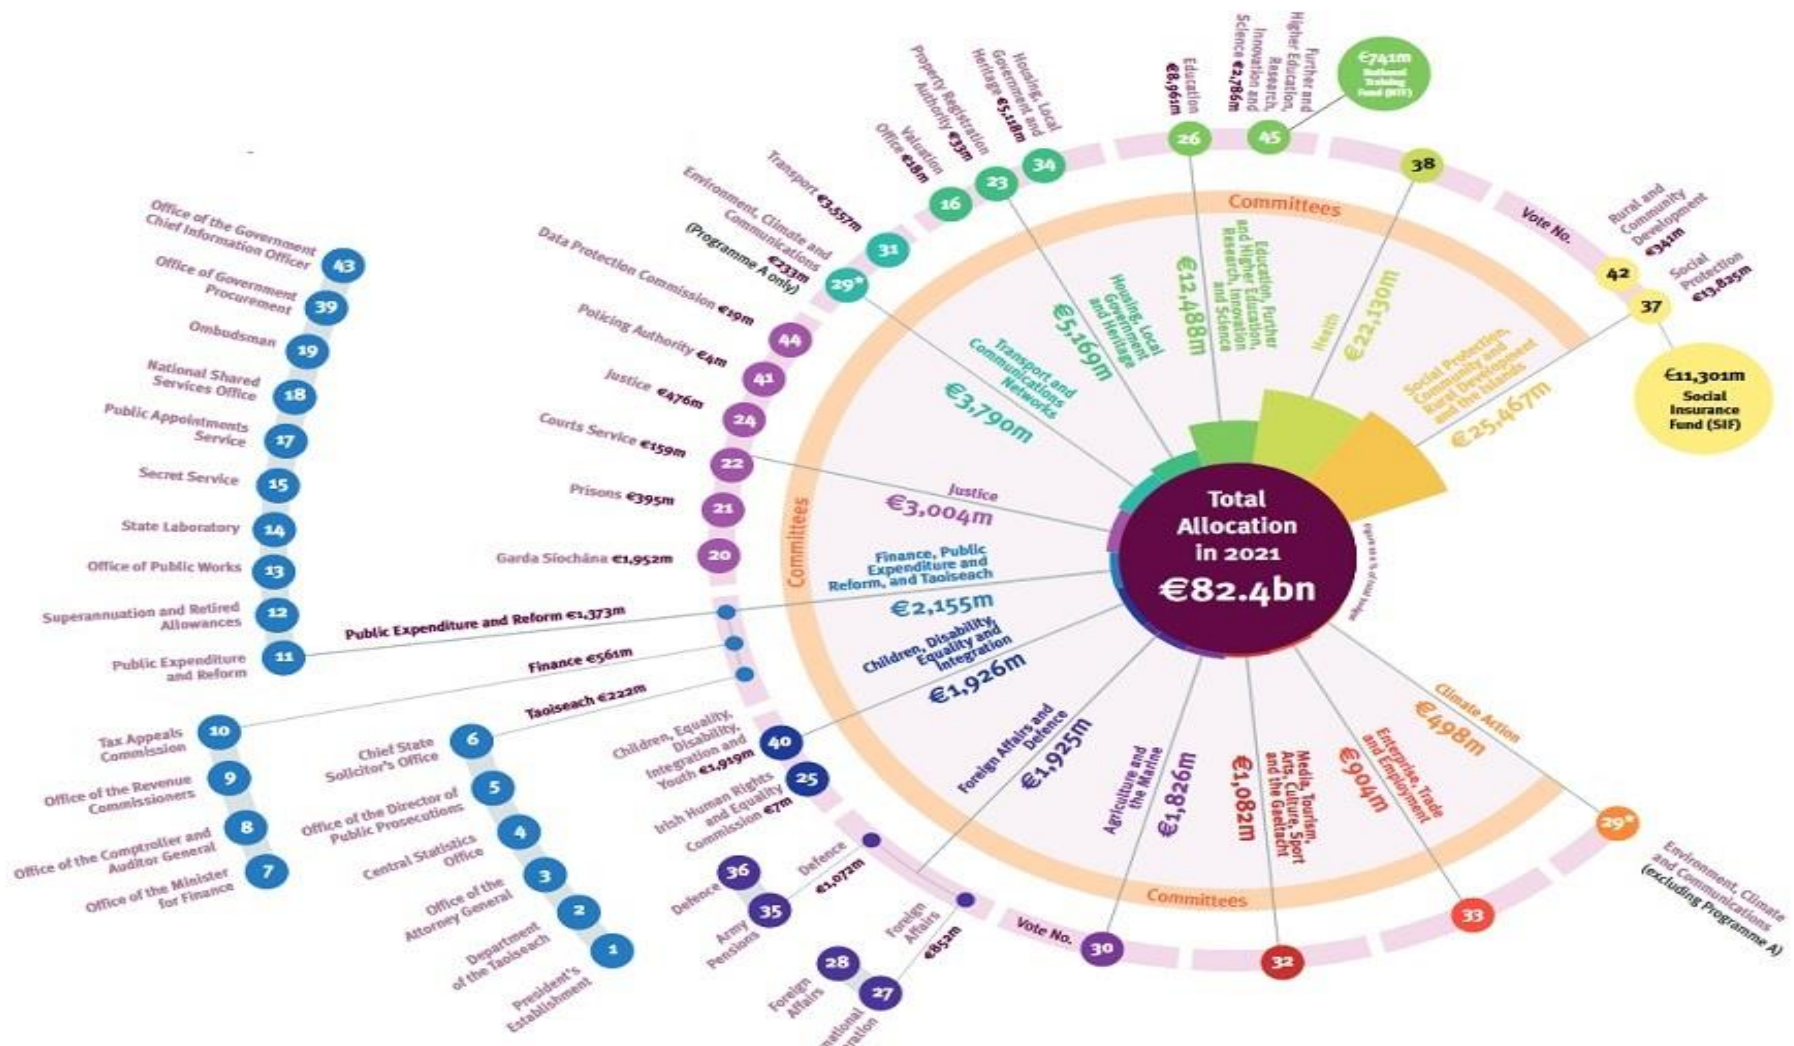 Total
Allocation
in 2021
€82.4bn
Figure as a % of total budget
Committees
Committees
Committees
Vote No.
Vote No.
Social Protection,
Community and
Rural Development
and the Islands
€25,467m
Health
€22,130m
Education, Further
and Higher Education,
Research, Innovation
and Science
€12,488m
Housing, Local
Government
and Heritage
€5,169m
Transport and
Communications
Networks
€3,790m
Justice
€3,004m
Finance, Public
Expenditure and
Reform, and Taoiseach
€2,155m
Children, Disability,
Equality and
Integration
€1,926m
Foreign Affairs and
Defence
€1,925m
Agriculture and
the Marine
€1,826m
Media, Tourism,
Arts, Culture, Sport
and the Gaeltacht
€1,082m
Enterprise, Trade
and Employment
€904m
Climate Action
€498m
37
Social
Protection
€13,825m
€11,301m
Social
Insurance
Fund (SIF)
42
Rural and
Community
Development
€341m
38
45
Further and
Higher Education,
Research,
Innovation and
Science €2,786m
€741m
National
Training
Fund (NTF)
26
Education
€8,961m
34
Housing, Local
Government and
Heritage €5,118m
23
Property Registration
Authority €33m
16
Valuation
Office €18m
31
Transport €3,557m
29*
Environment, Climate and
Communications
€233m
(Programme A only)
44
Data Protection Commission €19m
41
Policing Authority €4m
24
Justice €476m
22
Courts Service €159m
21
Prisons €395m
20
Garda Síochána €1,952m
Public Expenditure and Reform €1,373m
Finance €561m
Taoiseach €222m
Office of the Government
Chief Information Officer
43
Office of Government
Procurement
39
Ombudsman
19
National Shared
Services Office
18
Public Appointments
Service
17
Secret Service
15
State Laboratory
14
Office of Public Works
13
Superannuation and Retired
Allowances
12
Public Expenditure
and Reform
11
Tax Appeals
Commission
10
Office of the Revenue
Commissioners
9
Office of the Comptroller and
Auditor General
8
Office of the Minister
for Finance
7
Chief State
Solicitor's Office
6
Office of the Director of
Public Prosecutions
5
Central Statistics
Office
4
Office of the
Attorney General
3
Department
of the Taoiseach
2
President's
Establishment
1
Children, Equality,
Disability,
Integration and
Youth €1,919m
40
Irish Human Rights
and Equality
Commission €7m
25
Defence
€1,072m
Defence
36
Army
Pensions
35
Foreign
Affairs
€852m
Foreign
Affairs
28
27
30
32
33
29*
Environment, Climate
and Communications
(excluding Programme A)